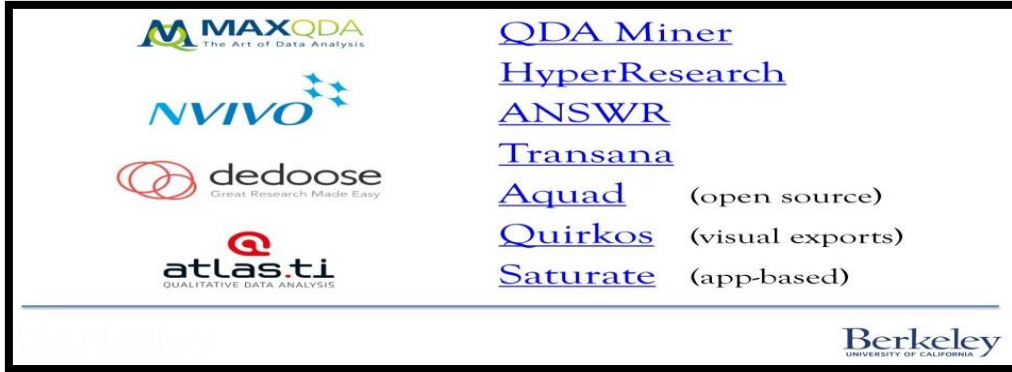 MAXQDA
The Art of Data Analysis
NVIVO
dedoose
Great Research Made Easy
atlas.ti
QUALITATIVE DATA ANALYSIS
QDA Miner
HyperResearch
ANSWR
Transana
Aquad (open source)
Quirkos (visual exports)
Saturate (app-based)
Berkeley
UNIVERSITY OF CALIFORNIA